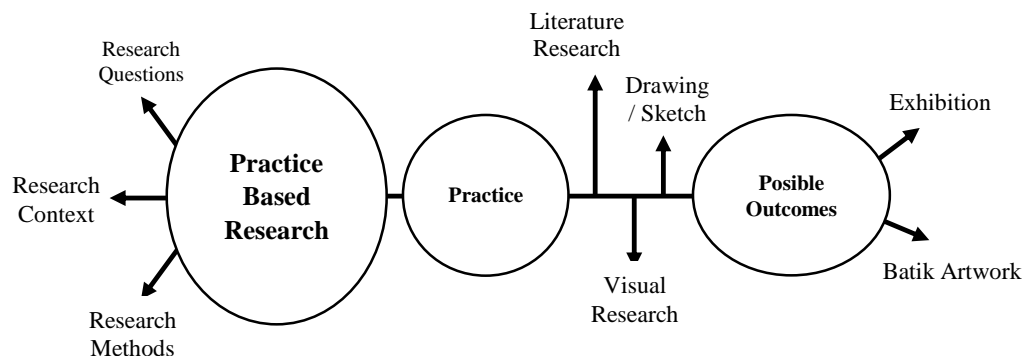 Research
Questions
Research
Context
Research
Methods
Practice
Based
Research
Practice
Literature
Research
Drawing
/ Sketch
Visual
Research
Posible
Outcomes
Exhibition
Batik Artwork